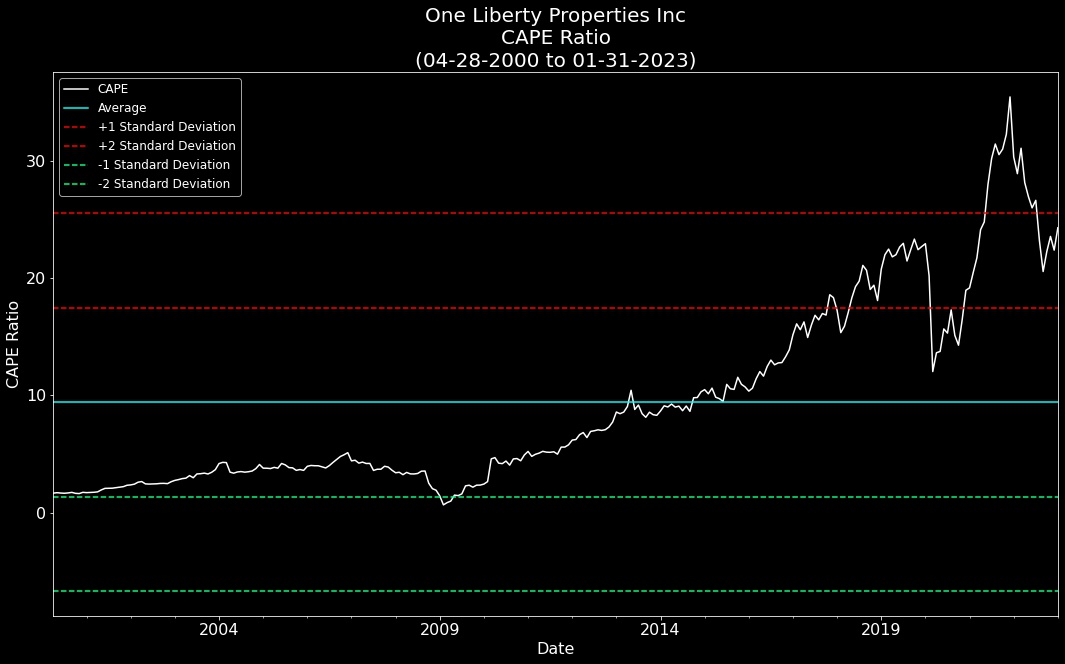 One Liberty Properties Inc
CAPE Ratio
(04-28-2000 to 01-31-2023)
CAPE
Average
+1 Standard Deviation
+2 Standard Deviation
-1 Standard Deviation
-2 Standard Deviation
CAPE Ratio
30
20
10
0
2004
2009
2014
2019
Date